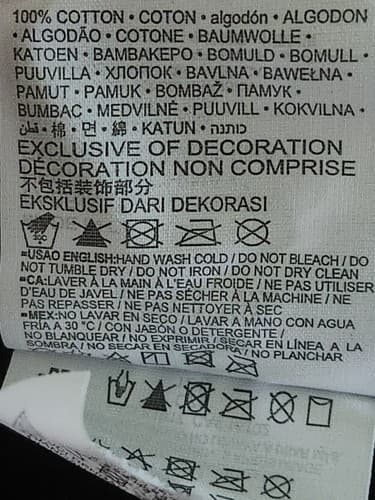 100% COTTON • COTON • algodón • ALGODON
• ALGODÃO • COTONE • BAUMWOLLE •
KATOEN • BAMBAKEPO • BOMULD • BOMULL •
PUUVILLA • ХЛОПОК • BAVLNA • BAWEŁNA •
PAMUT • PAMUK • BOMBAŽ • ПАМУК •
BUMBAC • MEDVILNĖ • PUUVILL • KOKVILNA •
قطن • 棉 • 면 • 綿 • KATUN • כותנה
EXCLUSIVE OF DECORATION
DÉCORATION NON COMPRISE
不包括装饰部分
EKSKLUSIF DARI DEKORASI
=USAO ENGLISH:HAND WASH COLD / DO NOT BLEACH / DO
NOT TUMBLE DRY / DO NOT IRON / DO NOT DRY CLEAN
=CA:LAVER À LA MAIN À L'EAU FROIDE / NE PAS UTILISER
D'EAU DE JAVEL / NE PAS SÉCHER À LA MACHINE / NE
PAS REPASSER / NE PAS NETTOYER À SEC
=MEX:NO LAVAR EN SECO / LAVAR A MANO CON AGUA
FRÍA A 30 °C / CON JABÓN O DETERGENTE /
NO BLANQUEAR / NO EXPRIMIR / SECAR EN LÍNEA A LA
SOMBRA / NO SECAR EN SECADORA / NO PLANCHAR